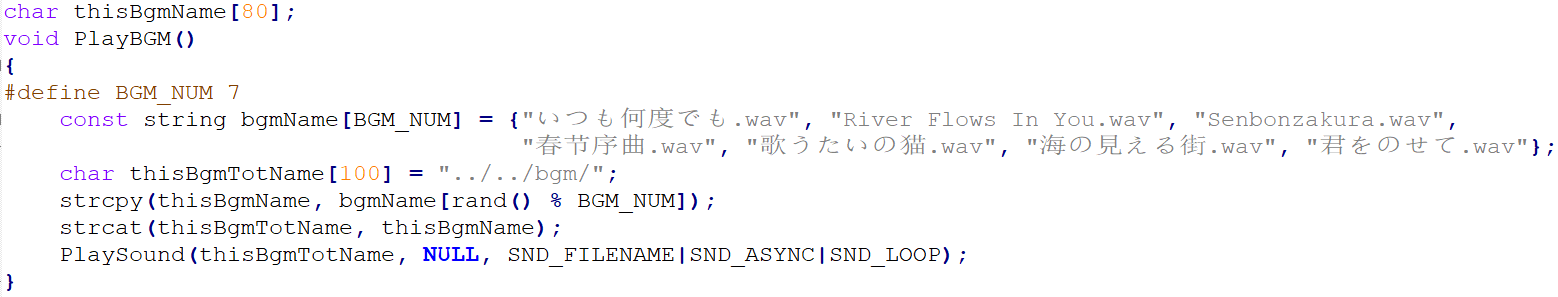 char thisBgmName[80];
void PlayBGM()
{
#define BGM_NUM 7
    const string bgmName[BGM_NUM] = {"いつも何度でも.wav", "River Flows In You.wav", "Senbonzakura.wav",
                                     "春节序曲.wav", "歌うたいの猫.wav", "海の見える街.wav", "君をのせて.wav"};
    char thisBgmTotName[100] = "../../bgm/";
    strcpy(thisBgmName, bgmName[rand() % BGM_NUM]);
    strcat(thisBgmTotName, thisBgmName);
    PlaySound(thisBgmTotName, NULL, SND_FILENAME|SND_ASYNC|SND_LOOP);
}